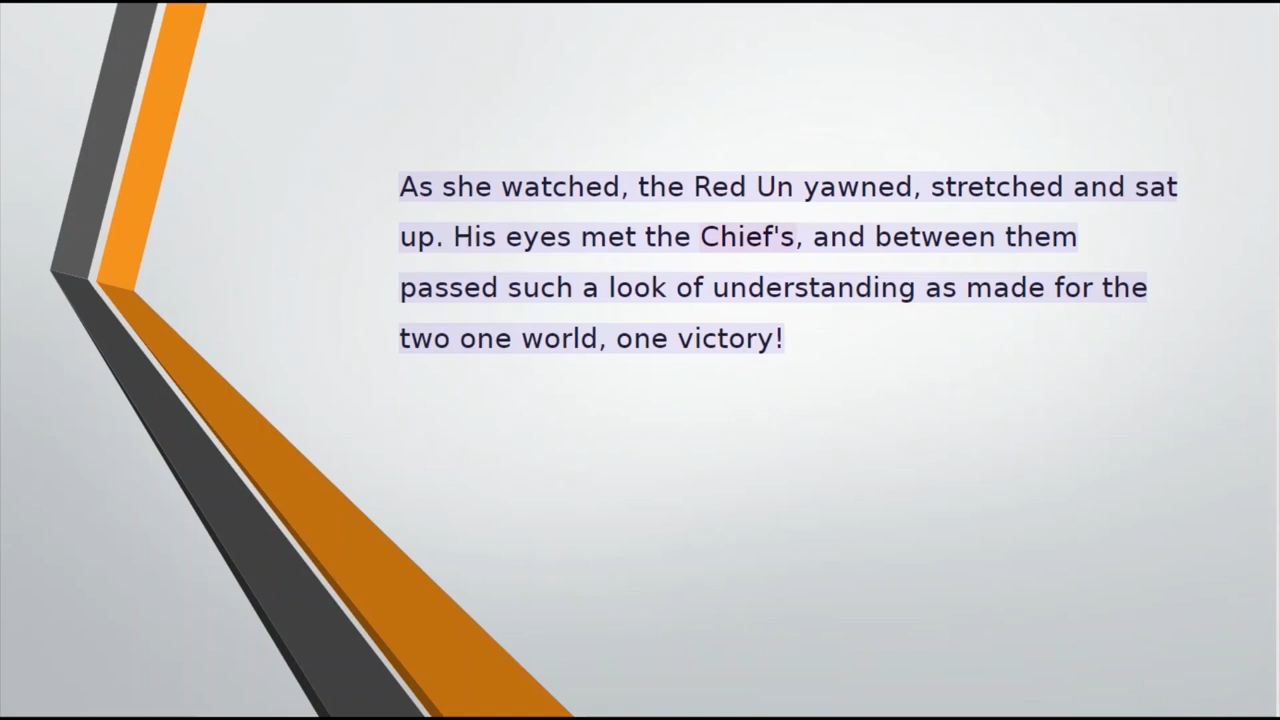 As she watched, the Red Un yawned, stretched and sat
up. His eyes met the Chief's, and between them
passed such a look of understanding as made for the
two one world, one victory!